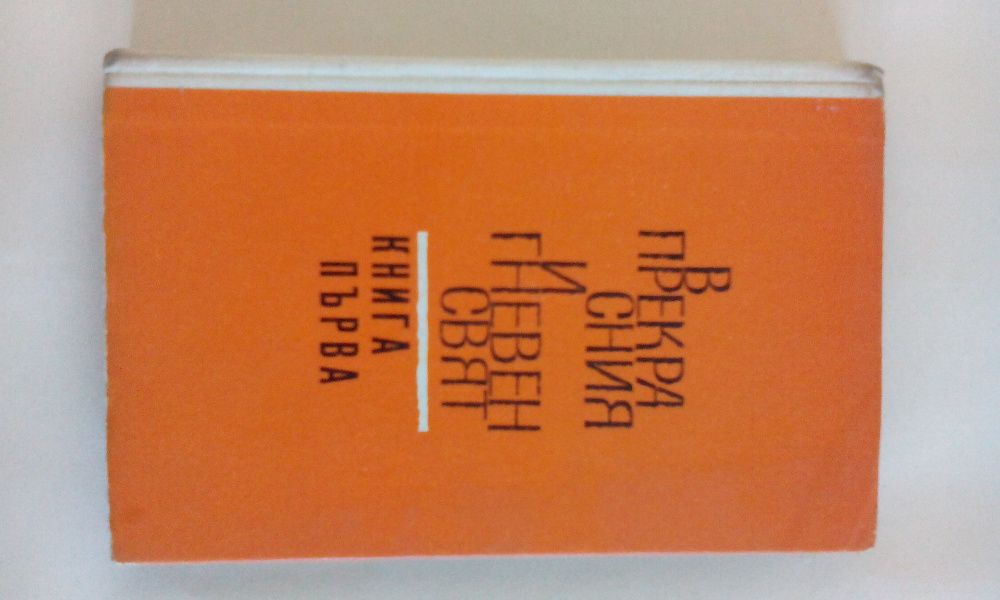 В
ПРЕКРА
СНИЯ
И
ГНЕВЕН
СВЯТ
КНИГА
ПЪРВА